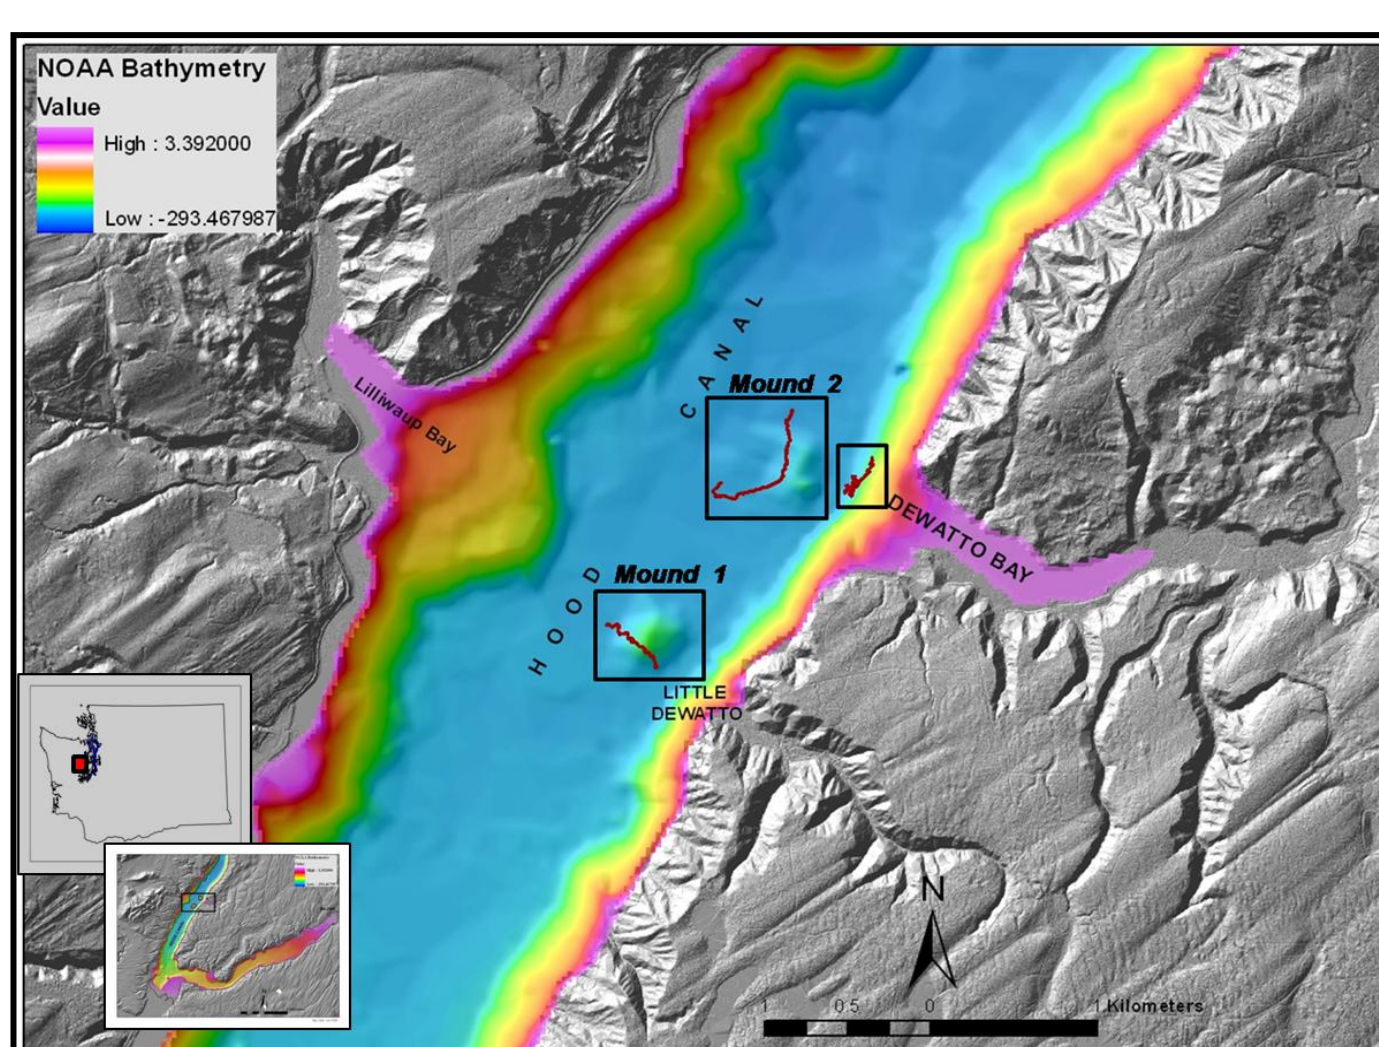 NOAA Bathymetry
Value
High : 3.392000
Low : -293.467987
CANAL
Mound 2
Lilliwaup Bay
DEWATTO BAY
HOOD
Mound 1
LITTLE
DEWATTO
N
1 0.5 0 1 Kilometers